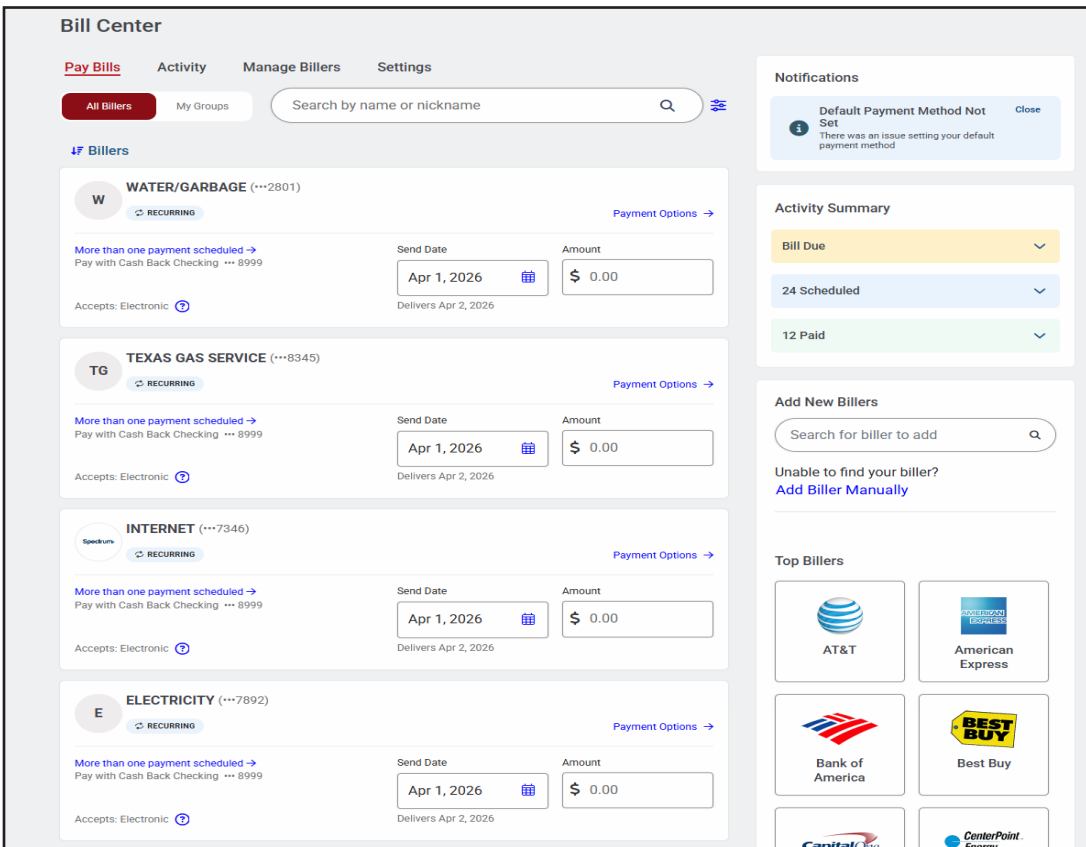 Bill Center
Pay Bills
Activity
Manage Billers
Settings
All Billers
My Groups
Search by name or nickname
Billers
W
WATER/GARBAGE (•••2801)
RECURRING
Payment Options →
More than one payment scheduled →
Pay with Cash Back Checking ••• 8999
Accepts: Electronic ?
Send Date
Apr 1, 2026
Delivers Apr 2, 2026
Amount
$ 0.00
TG
TEXAS GAS SERVICE (•••8345)
RECURRING
Payment Options →
More than one payment scheduled →
Pay with Cash Back Checking ••• 8999
Accepts: Electronic ?
Send Date
Apr 1, 2026
Delivers Apr 2, 2026
Amount
$ 0.00
Spectrum
INTERNET (•••7346)
RECURRING
Payment Options →
More than one payment scheduled →
Pay with Cash Back Checking ••• 8999
Accepts: Electronic ?
Send Date
Apr 1, 2026
Delivers Apr 2, 2026
Amount
$ 0.00
E
ELECTRICITY (•••7892)
RECURRING
Payment Options →
More than one payment scheduled →
Pay with Cash Back Checking ••• 8999
Accepts: Electronic ?
Send Date
Apr 1, 2026
Delivers Apr 2, 2026
Amount
$ 0.00
Notifications
i
Default Payment Method Not
Set
Close
There was an issue setting your default
payment method
Activity Summary
Bill Due
24 Scheduled
12 Paid
Add New Billers
Search for biller to add
Unable to find your biller?
Add Biller Manually
Top Billers
AT&T
AMERICAN
EXPRESS
American
Express
Bank of
America
BEST
BUY
Best Buy
Capital One
CenterPoint
Energy